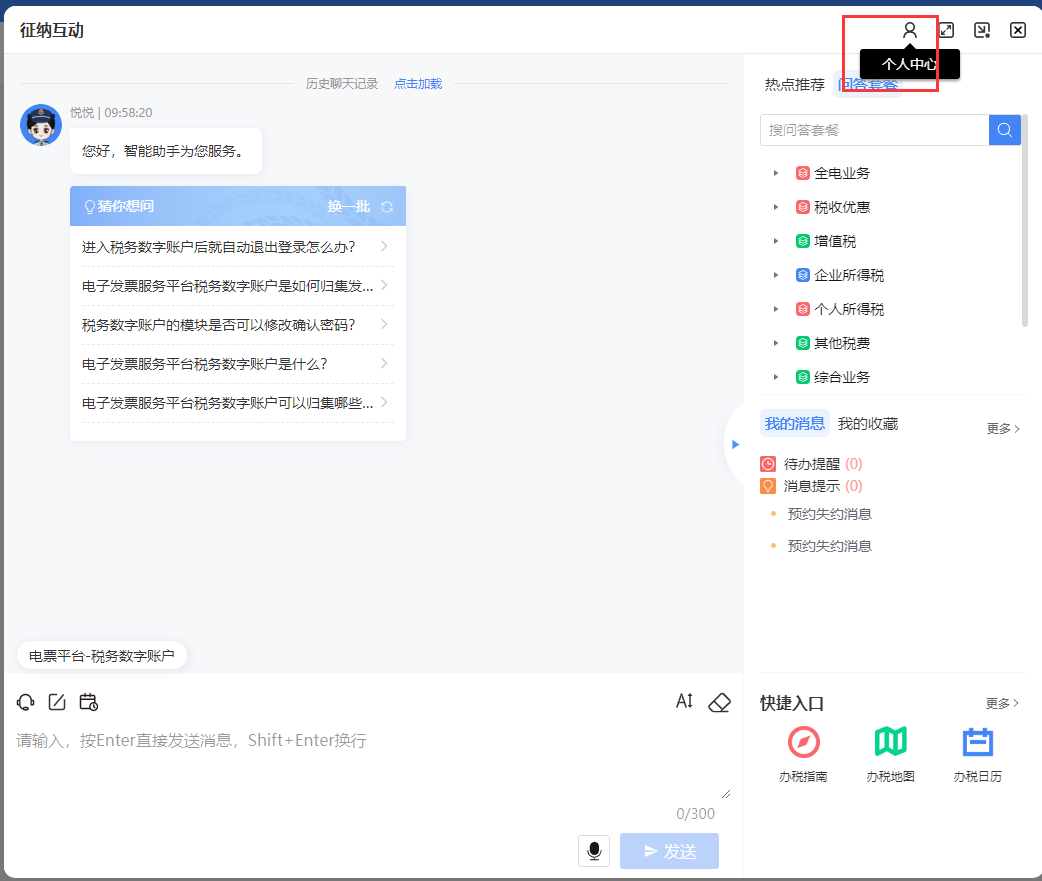 征纳互动
个人中心
历史聊天记录 点击加载
悦悦 | 09:58:20
您好，智能助手为您服务。
猜你想问 换一批
进入税务数字账户后就自动退出登录怎么办?
电子发票服务平台税务数字账户是如何归集发...
税务数字账户的模块是否可以修改确认密码?
电子发票服务平台税务数字账户是什么?
电子发票服务平台税务数字账户可以归集哪些...
电票平台-税务数字账户
请输入，按Enter直接发送消息，Shift+Enter换行
0/300
发送
热点推荐 问答套餐
搜问答套餐
全电业务
税收优惠
增值税
企业所得税
个人所得税
其他税费
综合业务
我的消息 我的收藏 更多
待办提醒 (0)
消息提示 (0)
预约失约消息
预约失约消息
快捷入口 更多
办税指南 办税地图 办税日历